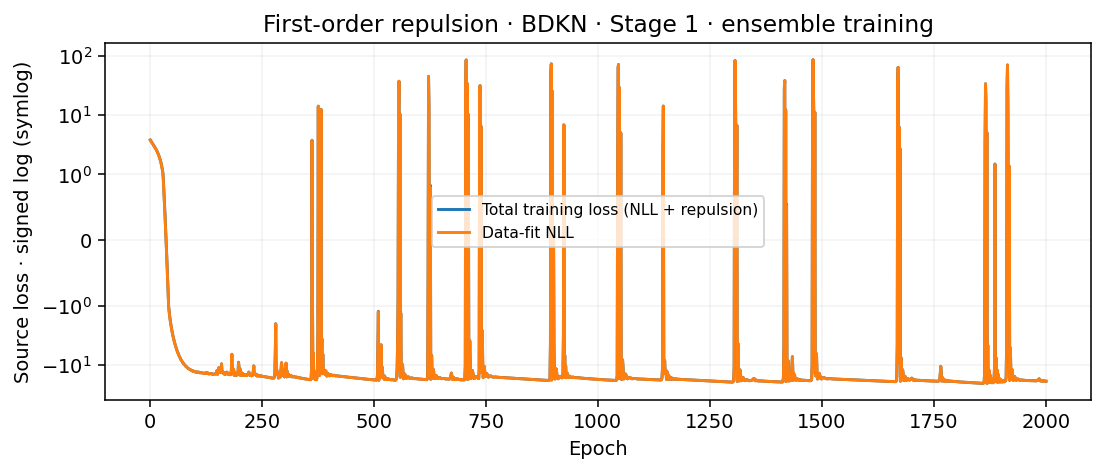 First-order repulsion · BDKN · Stage 1 · ensemble training
Source loss · signed log (symlog)
10²
10¹
10⁰
0
−10⁰
−10¹
Total training loss (NLL + repulsion)
Data-fit NLL
0 250 500 750 1000 1250 1500 1750 2000
Epoch